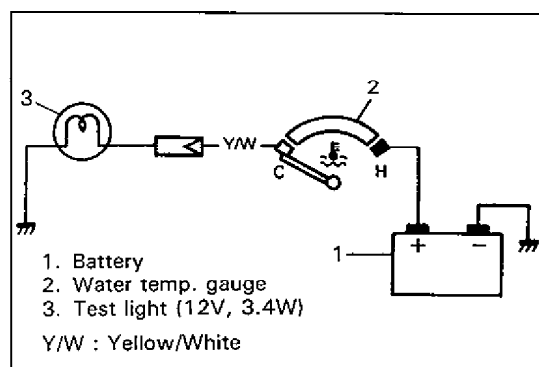 2
3
Y/W
C
H
1
+ −
1. Battery
2. Water temp. gauge
3. Test light (12V, 3.4W)
Y/W : Yellow/White